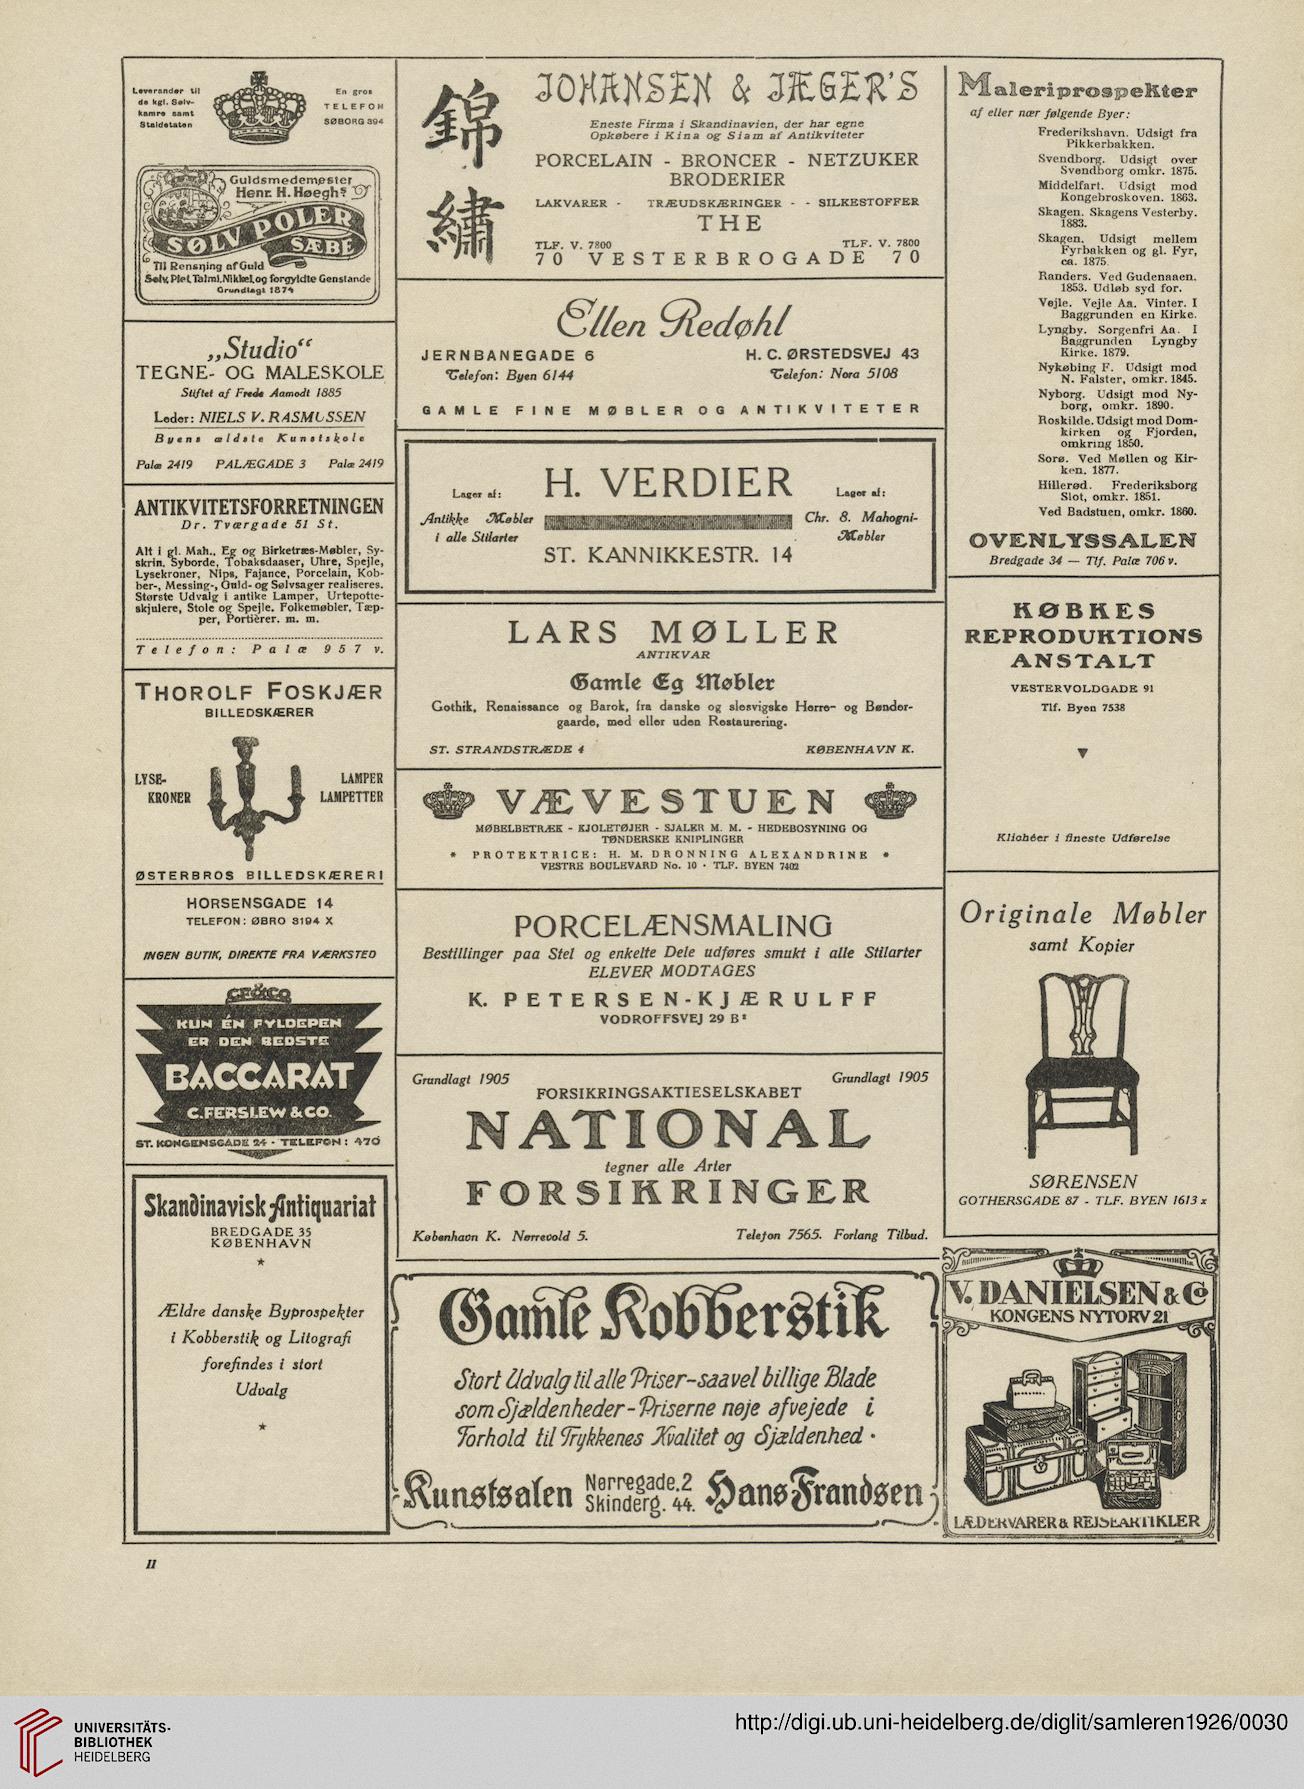 Leverandør til
de kgl. Sølv-
kamre samt
Staldetaten
En gros
TELEFON
SØBORG 394
Guldsmedemester
Henr. H. Høeghs
SØLV POLER
SÆBE
Til Rensning af Guld
Sølv, Plet, Talmi, Nikkel, og forgyldte Genstande
Grundlagt 1874
„Studio“
TEGNE- OG MALESKOLE
Stiftet af Frede Aamodt 1885
Leder: NIELS V. RASMUSSEN
Byens ældste Kunstskole
Palæ 2419 PALÆGADE 3 Palæ 2419
ANTIKVITETSFORRETNINGEN
Dr. Tværgade 51 St.
Alt i gl. Mah., Eg og Birketræs-Møbler, Sy-
skrin, Syborde, Tobaksdaaser, Uhre, Spejle,
Lysekroner, Nips, Fajance, Porcelain, Kob-
ber-, Messing-, Guld- og Sølvsager realiseres.
Største Udvalg i antike Lamper, Urtepotte-
skjulere, Stole og Spejle. Folkemøbler, Tæp-
per, Portièrer. m. m.
Telefon: Palæ 957 v.
THOROLF FOSKJÆR
BILLEDSKÆRER
LYSE-
KRONER
LAMPER
LAMPETTER
ØSTERBROS BILLEDSKÆRERI
HORSENSGADE 14
TELEFON: ØBRO 3194 X
INGEN BUTIK, DIREKTE FRA VÆRKSTED
CF&CO
KUN ÉN FYLDEPEN
ER DEN BEDSTE
BACCARAT
C. FERSLEW & CO.
ST. KONGENSGADE 24 - TELEFON: 470
Skandinavisk Antiquariat
BREDGADE 35
KØBENHAVN
*
Ældre danske Byprospekter
i Kobberstik og Litografi
forefindes i stort
Udvalg
*
錦
繡
JOHANSEN & JÆGER'S
Eneste Firma i Skandinavien, der har egne
Opkøbere i Kina og Siam af Antikviteter
PORCELAIN - BRONCER - NETZUKER
BRODERIER
LAKVARER - TRÆUDSKÆRINGER - - SILKESTOFFER
THE
TLF. V. 7800 TLF. V. 7800
70 VESTERBROGADE 70
Ellen Redøhl
JERNBANEGADE 6 H. C. ØRSTEDSVEJ 43
Telefon: Byen 6144 Telefon: Nora 5108
GAMLE FINE MØBLER OG ANTIKVITETER
H. VERDIER
Lager af: Lager af:
Antikke Møbler
i alle Stilarter
Chr. 8. Mahogni-
Møbler
ST. KANNIKKESTR. 14
LARS MØLLER
ANTIKVAR
Gamle Eg Møbler
Gothik, Renaissance og Barok, fra danske og slesvigske Herre- og Bønder-
gaarde, med eller uden Restaurering.
ST. STRANDSTRÆDE 4 KØBENHAVN K.
VÆVESTUEN
MØBELBETRÆK - KJOLETØJER - SJALER M. M. - HEDEBOSYNING OG
TØNDERSKE KNIPLINGER
* PROTEKTRICE: H. M. DRONNING ALEXANDRINE *
VESTRE BOULEVARD No. 10 · TLF. BYEN 7402
PORCELÆNSMALING
Bestillinger paa Stel og enkelte Dele udføres smukt i alle Stilarter
ELEVER MODTAGES
K. PETERSEN-KJÆRULFF
VODROFFSVEJ 29 B²
Grundlagt 1905 Grundlagt 1905
FORSIKRINGSAKTIESELSKABET
NATIONAL
tegner alle Arter
FORSIKRINGER
København K. Nørrevold 5. Telefon 7565. Forlang Tilbud.
Gamle Kobberstik
Stort Udvalg til alle Priser-saavel billige Blade
som Sjældenheder-Priserne nøje afvejede i
Forhold til Trykkenes Kvalitet og Sjældenhed ·
Kunstsalen Nørregade. 2 Hans Frandsen
Skinderg. 44.
Maleriprospekter
af eller nær følgende Byer:
Frederikshavn. Udsigt fra
Pikkerbakken.
Svendborg. Udsigt over
Svendborg omkr. 1875.
Middelfart. Udsigt mod
Kongebroskoven. 1863.
Skagen. Skagens Vesterby.
1883.
Skagen. Udsigt mellem
Fyrbakken og gl. Fyr,
ca. 1875.
Randers. Ved Gudenaaen.
1853. Udløb syd for.
Vejle. Vejle Aa. Vinter. I
Baggrunden en Kirke.
Lyngby. Sorgenfri Aa. I
Baggrunden Lyngby
Kirke. 1879.
Nykøbing F. Udsigt mod
N. Falster, omkr. 1845.
Nyborg. Udsigt mod Ny-
borg, omkr. 1890.
Roskilde. Udsigt mod Dom-
kirken og Fjorden,
omkring 1850.
Sorø. Ved Møllen og Kir-
ken. 1877.
Hillerød. Frederiksborg
Slot, omkr. 1851.
Ved Badstuen, omkr. 1860.
OVENLYSSALEN
Bredgade 34 — Tlf. Palæ 706 v.
KØBKES
REPRODUKTIONS
ANSTALT
VESTERVOLDGADE 91
Tlf. Byen 7538
Klichéer i fineste Udførelse
Originale Møbler
samt Kopier
SØRENSEN
GOTHERSGADE 87 - TLF. BYEN 1613 x
V. DANIELSEN & Co
KONGENS NYTORV 21
LÆDERVARER & REJSEARTIKLER
II
UNIVERSITÄTS-
BIBLIOTHEK
HEIDELBERG
http://digi.ub.uni-heidelberg.de/diglit/samleren1926/0030